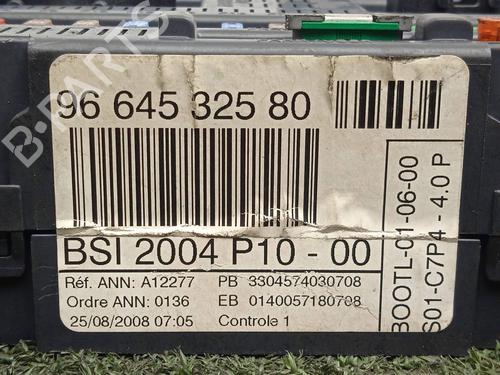 96 645 325 80
BSI 2004 P10 - 00
Réf. ANN: A12277 PB 3304574030708
Ordre ANN: 0136 EB 0140057180708
25/08/2008 07:05 Controle 1
BOOTL-01-06-00
S01-C7P4 - 4.0 P
B-PARTS